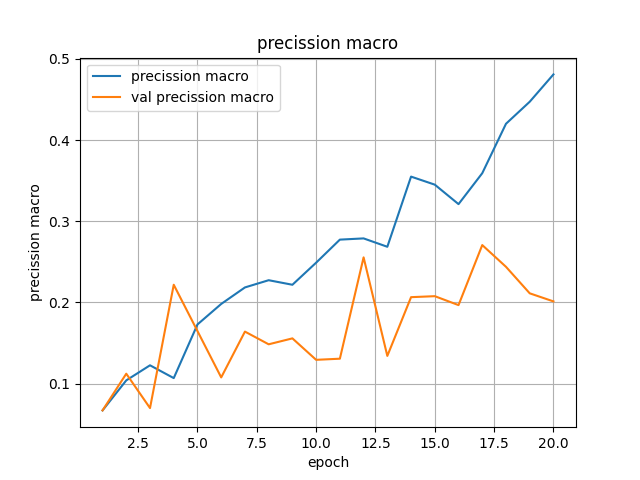 precission macro
0.5
0.4
0.3
0.2
0.1
precission macro
precission macro
val precission macro
2.5 5.0 7.5 10.0 12.5 15.0 17.5 20.0
epoch